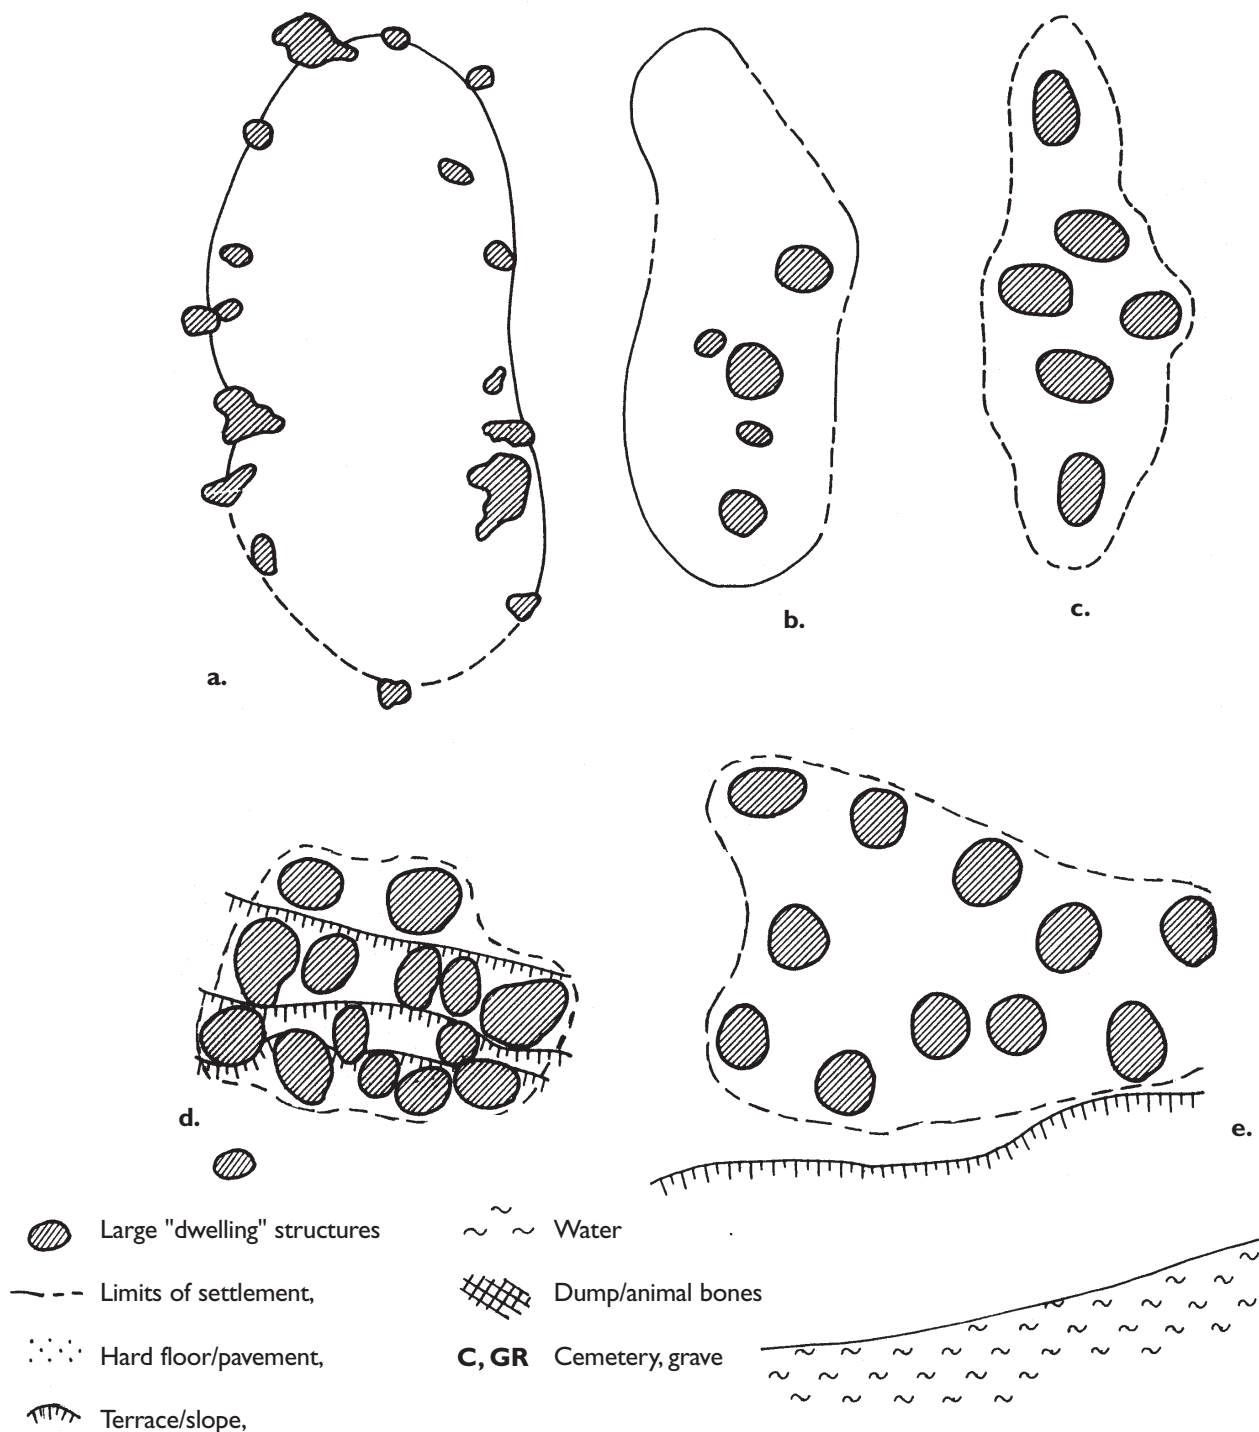 a.
b.
c.
d.
e.
Large "dwelling" structures
Limits of settlement,
Hard floor/pavement,
Terrace/slope,
Water
Dump/animal bones
C, GR Cemetery, grave